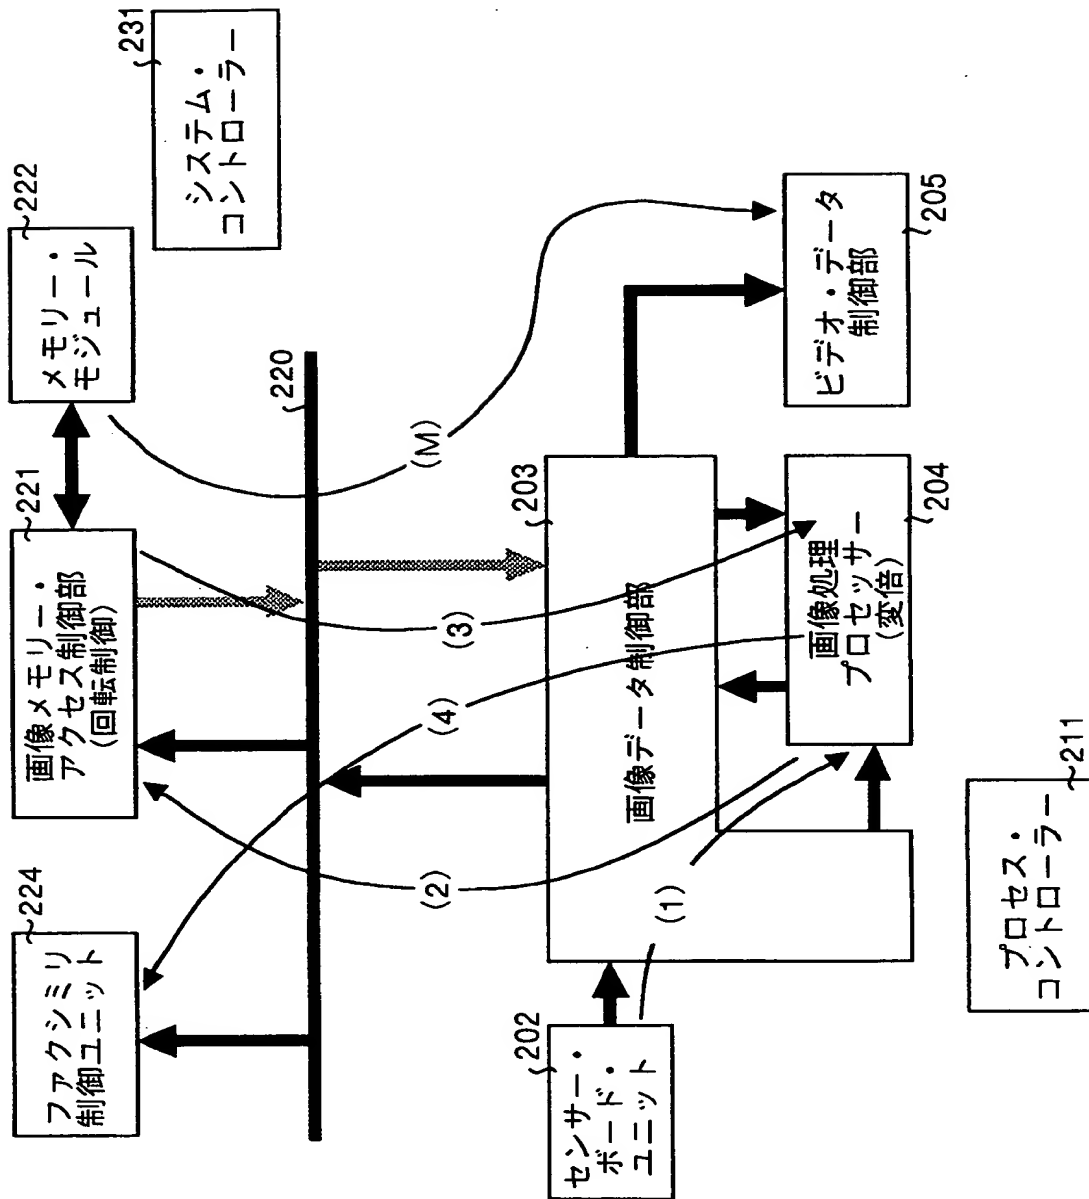 ファクシミリ
制御ユニット
224
画像メモリー・
アクセス制御部
(回転制御)
221
メモリー・
モジュール
222
システム・
コントローラー
231
220
(2)
(4)
(3)
(M)
センサー・
ボード・
ユニット
202
画像データ制御部
203
(1)
画像処理
プロセッサー
(変倍)
204
ビデオ・データ
制御部
205
プロセス・
コントローラー
211